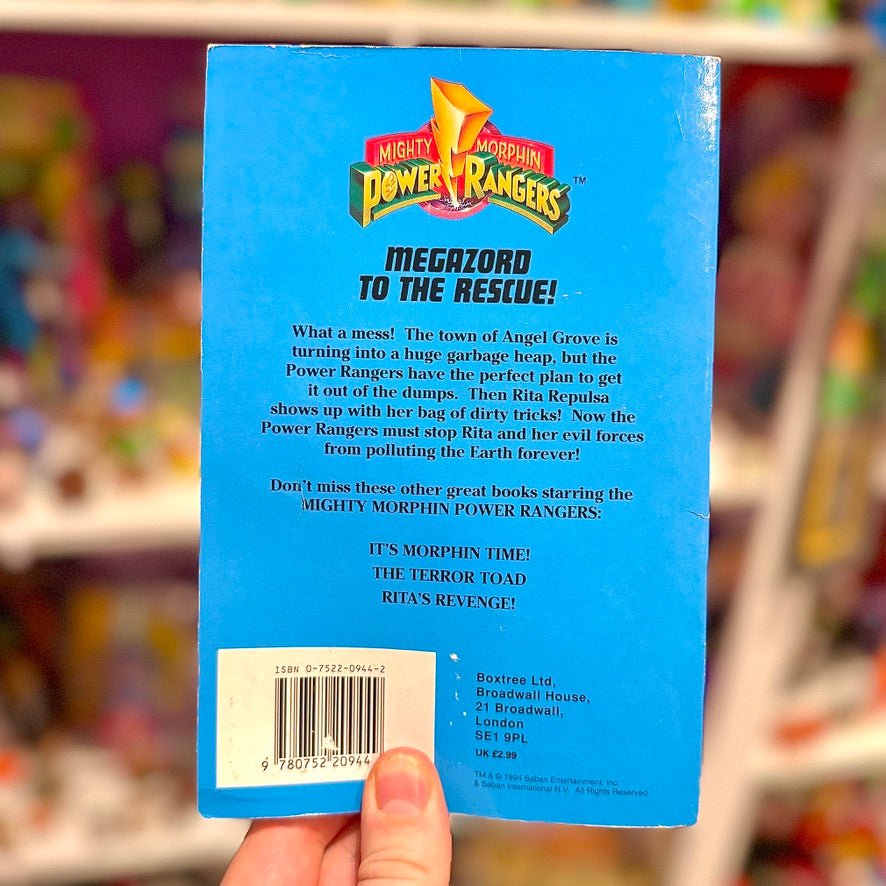 MIGHTY MORPHIN
POWER RANGERS
TM
MEGAZORD
TO THE RESCUE!
What a mess! The town of Angel Grove is
turning into a huge garbage heap, but the
Power Rangers have the perfect plan to get
it out of the dumps. Then Rita Repulsa
shows up with her bag of dirty tricks! Now the
Power Rangers must stop Rita and her evil forces
from polluting the Earth forever!
Don't miss these other great books starring the
MIGHTY MORPHIN POWER RANGERS:
IT'S MORPHIN TIME!
THE TERROR TOAD
RITA'S REVENGE!
ISBN 0-7522-0944-2
9 780752 20944
Boxtree Ltd,
Broadwall House,
21 Broadwall,
London
SE1 9PL
UK £2.99
TM & © 1994 Saban Entertainment, Inc.
& Saban International N.V. All Rights Reserved.